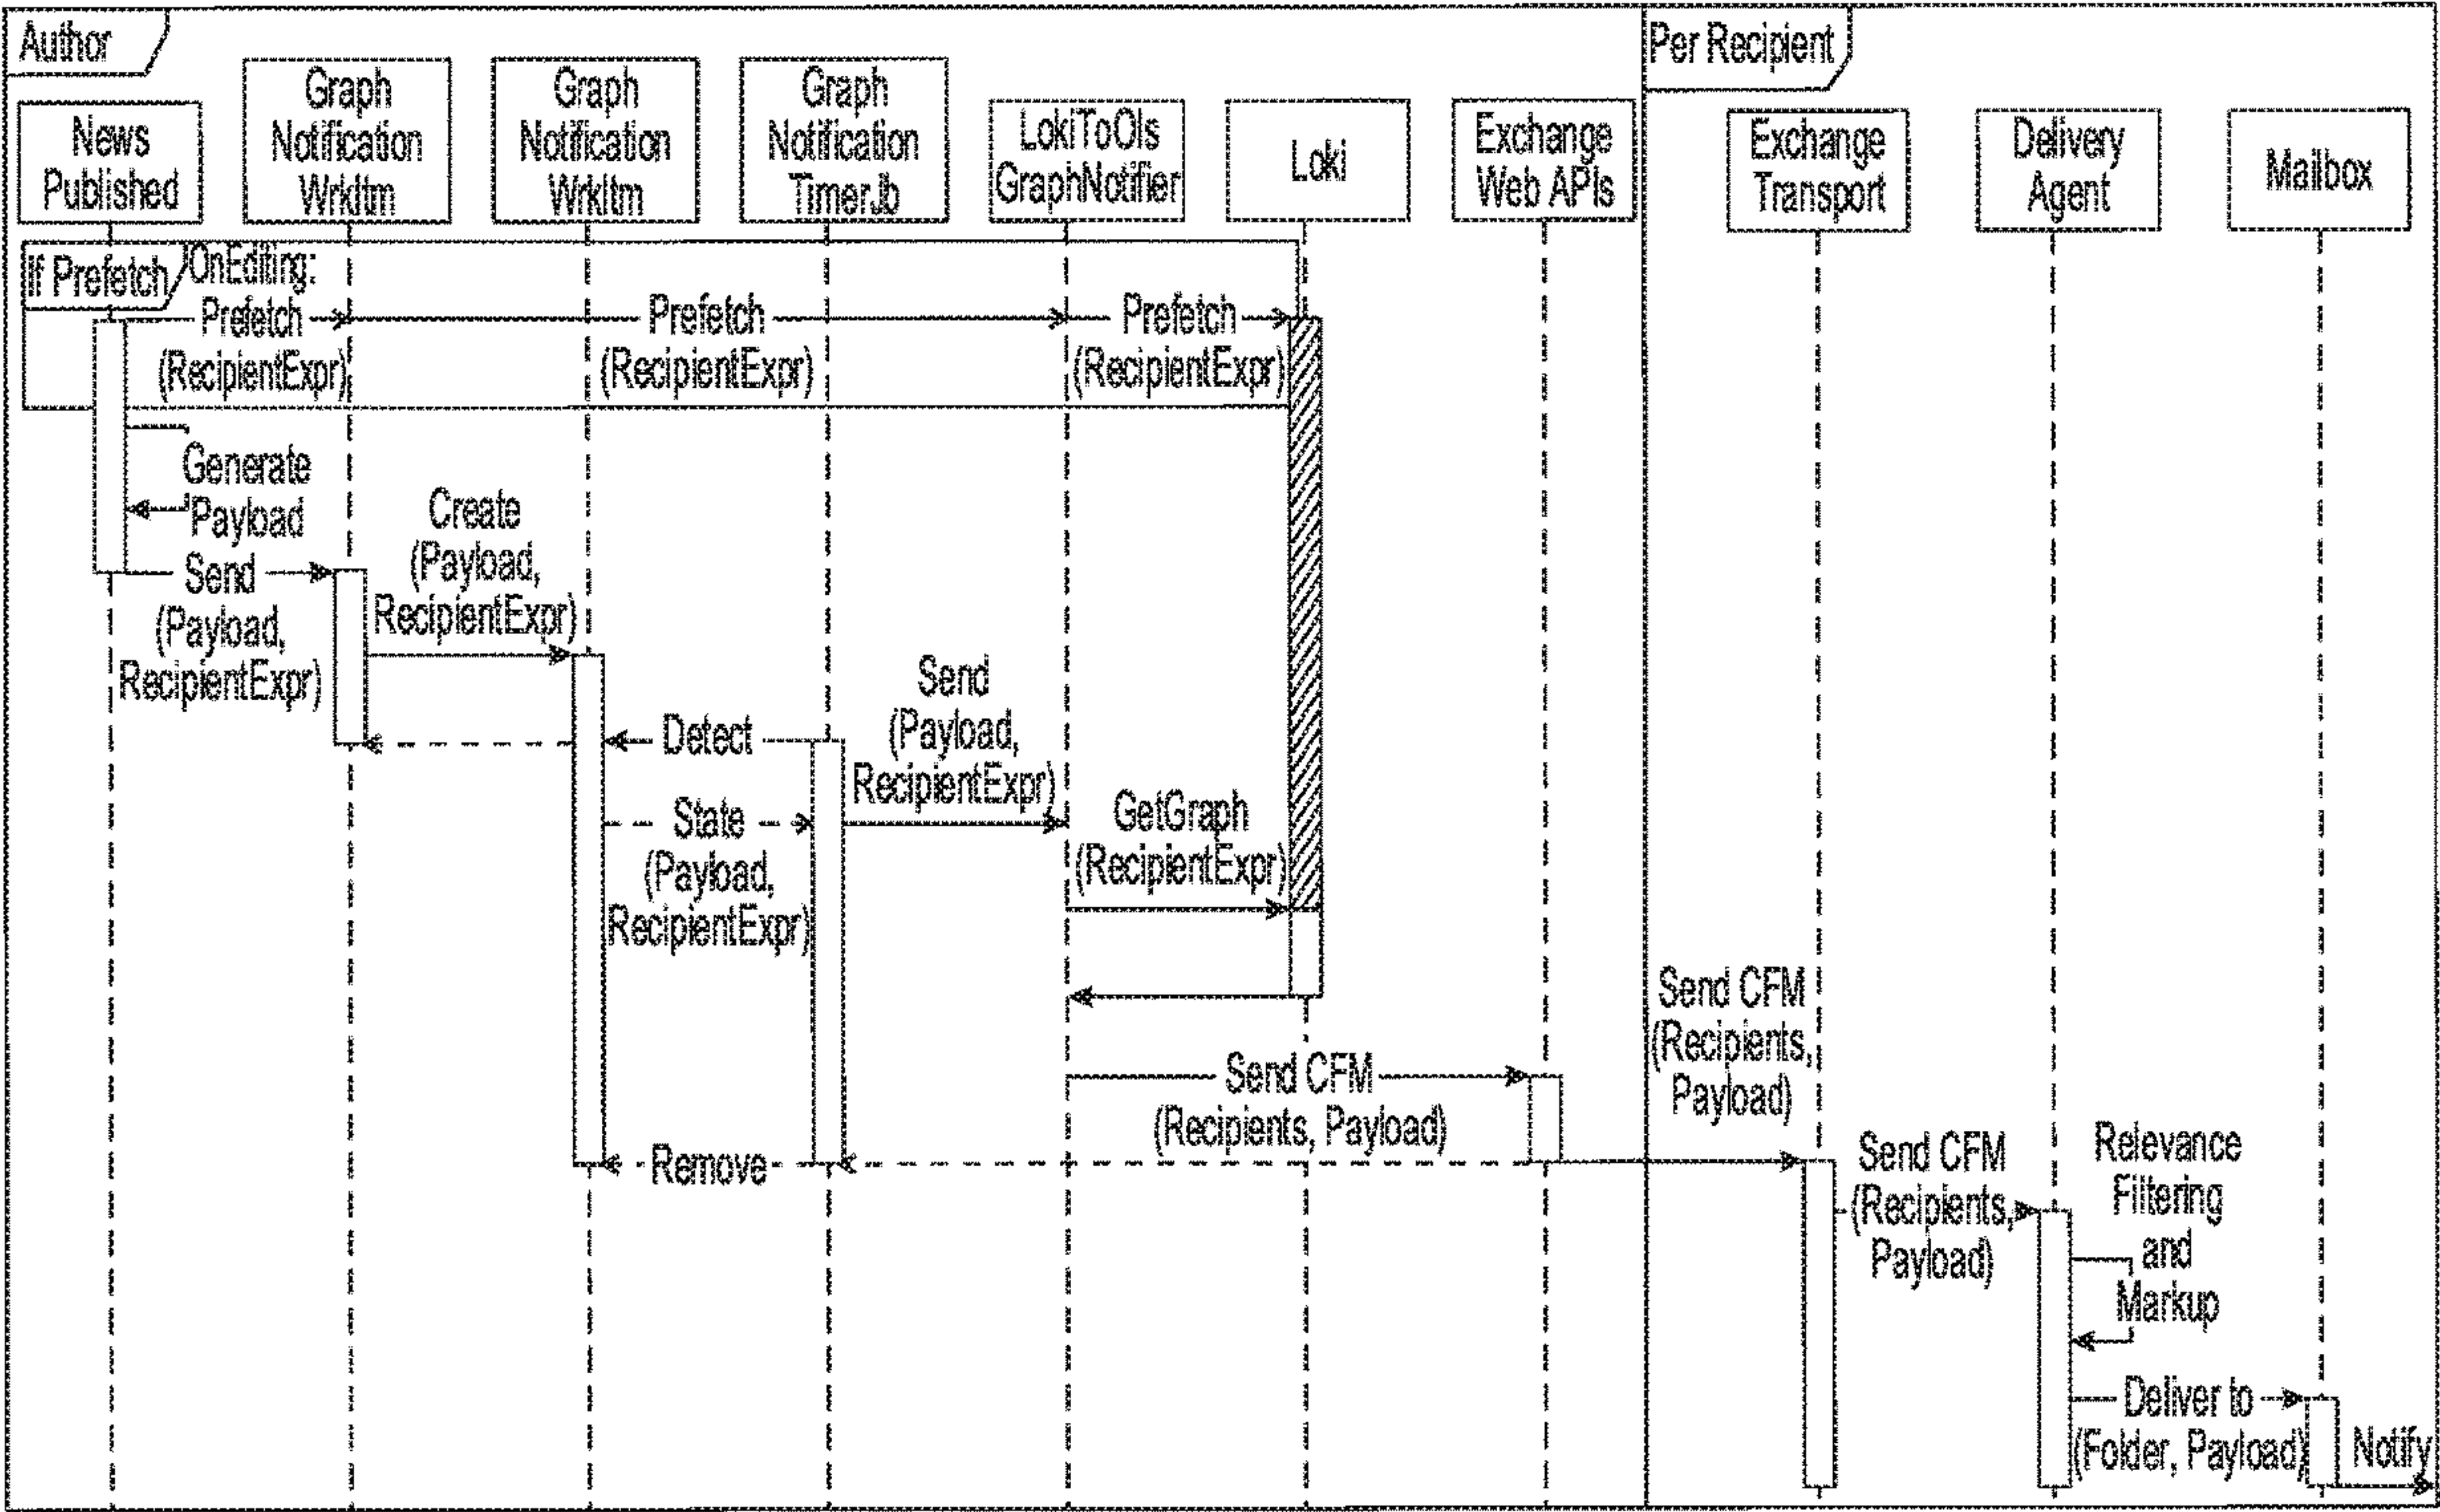 Author
Per Recipient
News
Published
Graph
Notification
WrkItm
Graph
Notification
WrkItm
Graph
Notification
TimerJb
LokiToOls
GraphNotifier
Loki
Exchange
Web APIs
Exchange
Transport
Delivery
Agent
Mailbox
If Prefetch
OnEditing:
Prefetch
(RecipientExpr)
Prefetch
(RecipientExpr)
Prefetch
(RecipientExpr)
Generate
Payload
Send
(Payload,
RecipientExpr)
Create
(Payload,
RecipientExpr)
Detect
State
(Payload,
RecipientExpr)
Send
(Payload,
RecipientExpr)
GetGraph
(RecipientExpr)
Send CFM
(Recipients, Payload)
Remove
Send CFM
(Recipients,
Payload)
Send CFM
(Recipients,
Payload)
Relevance
Filtering
and
Markup
Deliver to
(Folder, Payload)
Notify